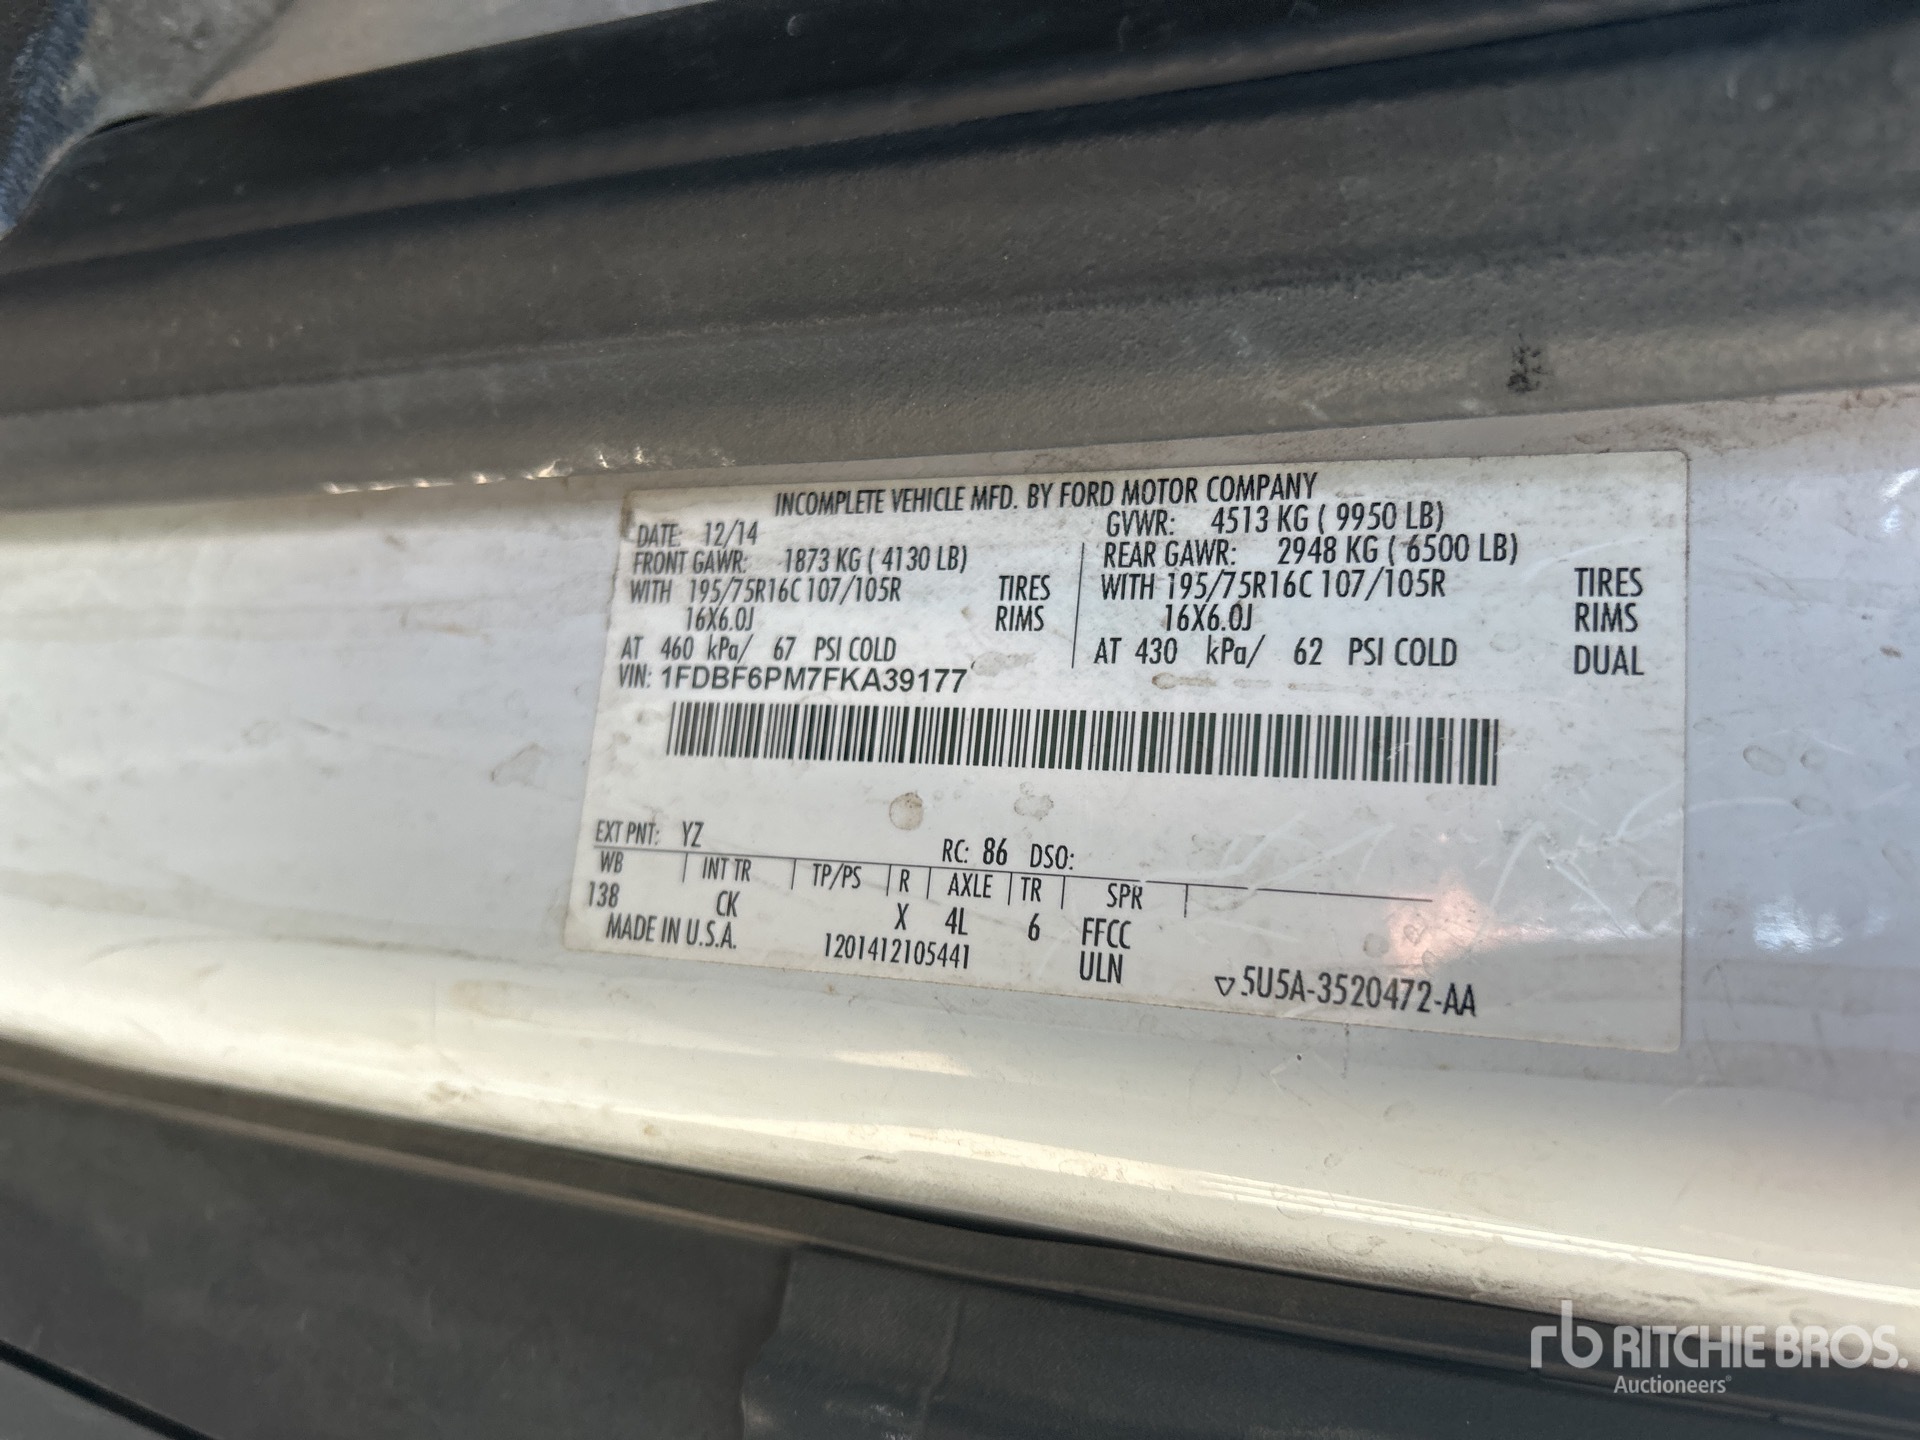 INCOMPLETE VEHICLE MFD. BY FORD MOTOR COMPANY
DATE: 12/14 GVWR: 4513 KG ( 9950 LB)
FRONT GAWR: 1873 KG ( 4130 LB) REAR GAWR: 2948 KG ( 6500 LB)
WITH 195/75R16C 107/105R TIRES WITH 195/75R16C 107/105R TIRES
16X6.0J RIMS 16X6.0J RIMS
AT 460 kPa/ 67 PSI COLD AT 430 kPa/ 62 PSI COLD DUAL
VIN: 1FDBF6PM7FKA39177
EXT PNT: YZ RC: 86 DSO:
WB INT TR TP/PS R AXLE TR SPR
138 CK X 4L 6 FFCC
MADE IN U.S.A. 1201412105441 ULN
▽5U5A-3520472-AA
rb RITCHIE BROS.
Auctioneers®